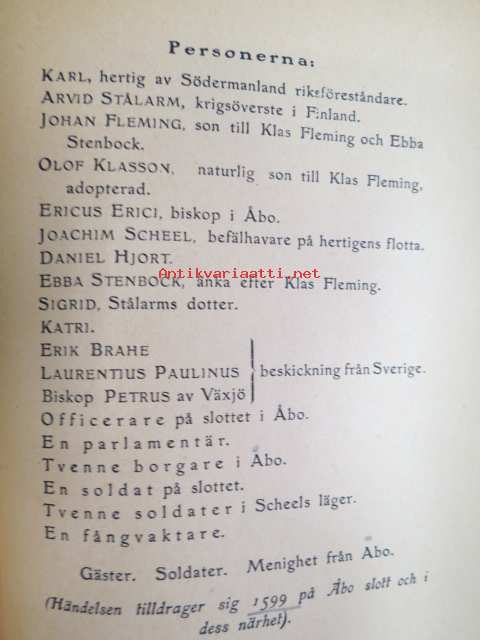 Personerna:
KARL, hertig av Södermanland riksföreståndare.
ARVID STÅLARM, krigsöverste i Finland.
JOHAN FLEMING, son till Klas Fleming och Ebba
Stenbock.
OLOF KLASSON, naturlig son till Klas Fleming,
adopterad.
ERICUS ERICI, biskop i Åbo.
JOACHIM SCHEEL, befälhavare på hertigens flotta.
DANIEL HJORT.
Antikvariaatti.net
EBBA STENBOCK, änka efter Klas Fleming.
SIGRID, Stålarms dotter.
KATRI.
ERIK BRAHE
LAURENTIUS PAULINUS beskickning från Sverige.
Biskop PETRUS av Växjö
Officerare på slottet i Åbo.
En parlamentär.
Tvenne borgare i Åbo.
En soldat på slottet.
Tvenne soldater i Scheels läger.
En fångvaktare.
Gäster. Soldater. Menighet från Åbo.
(Händelsen tilldrager sig 1599 på Åbo slott och i
dess närhet).